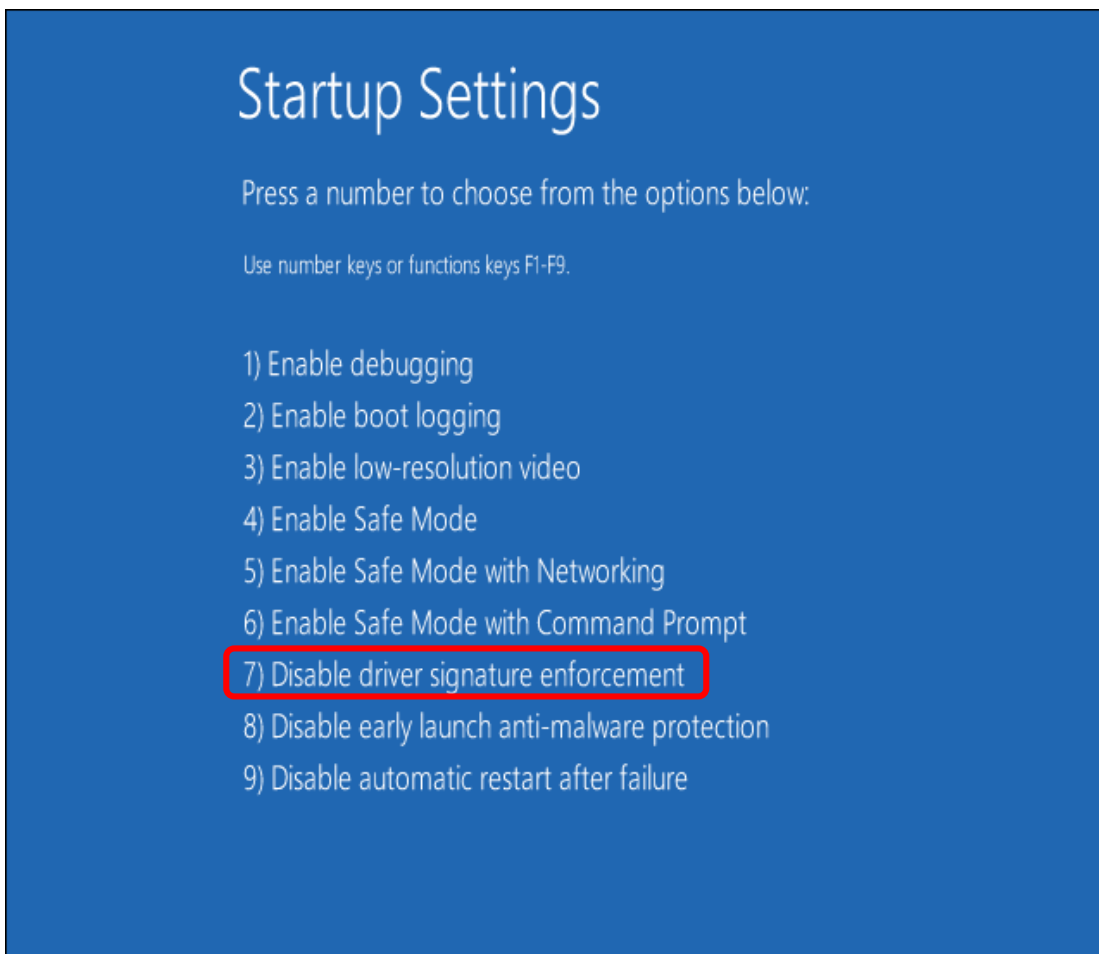 Startup Settings
Press a number to choose from the options below:
Use number keys or functions keys F1-F9.
1) Enable debugging
2) Enable boot logging
3) Enable low-resolution video
4) Enable Safe Mode
5) Enable Safe Mode with Networking
6) Enable Safe Mode with Command Prompt
7) Disable driver signature enforcement
8) Disable early launch anti-malware protection
9) Disable automatic restart after failure